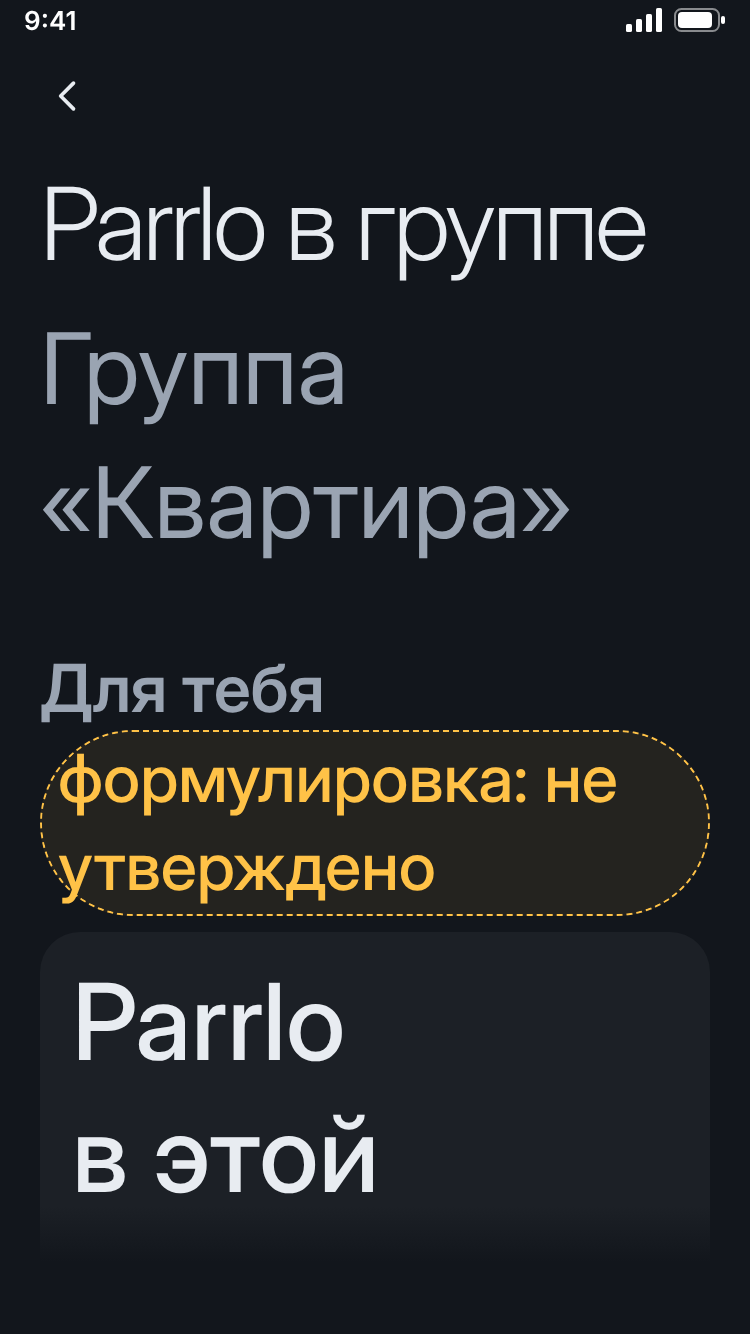 9:41
Parrlo в группе
Группа
«Квартира»
Для тебя
формулировка: не
утверждено
Parrlo
в этой